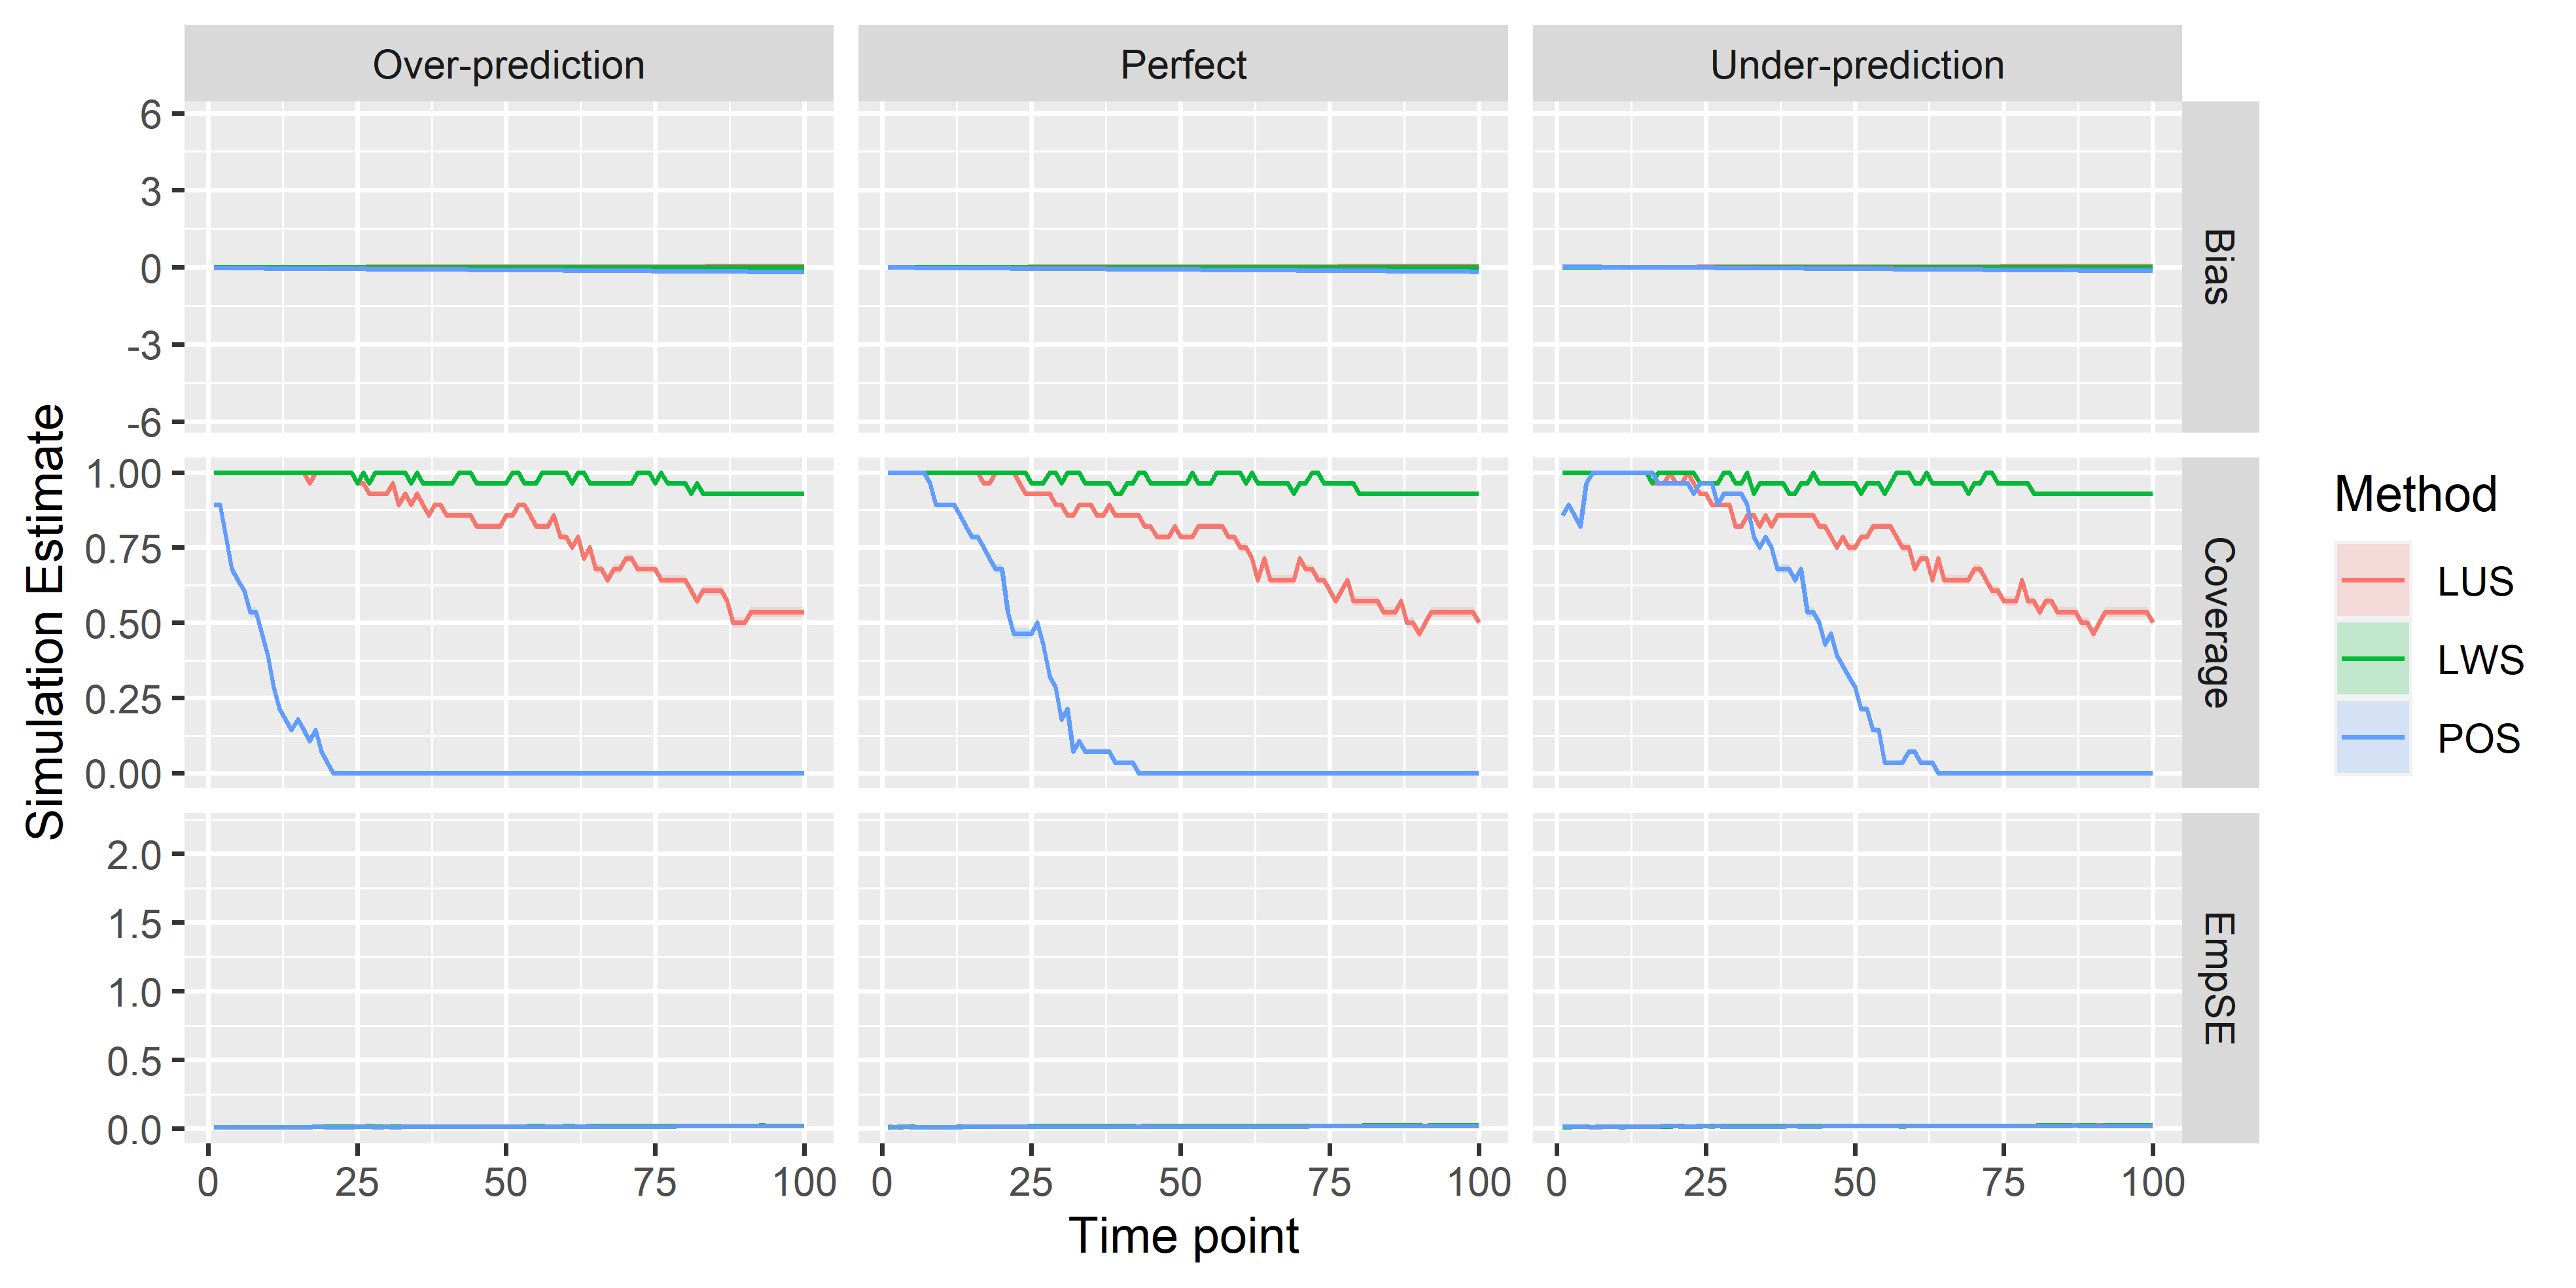 Over-prediction
Perfect
Under-prediction
6
3
0
-3
-6
Bias
1.00
0.75
0.50
0.25
0.00
Coverage
2.0
1.5
1.0
0.5
0.0
EmpSE
0 25 50 75 100
0 25 50 75 100
0 25 50 75 100
Time point
Simulation Estimate
Method
LUS
LWS
POS